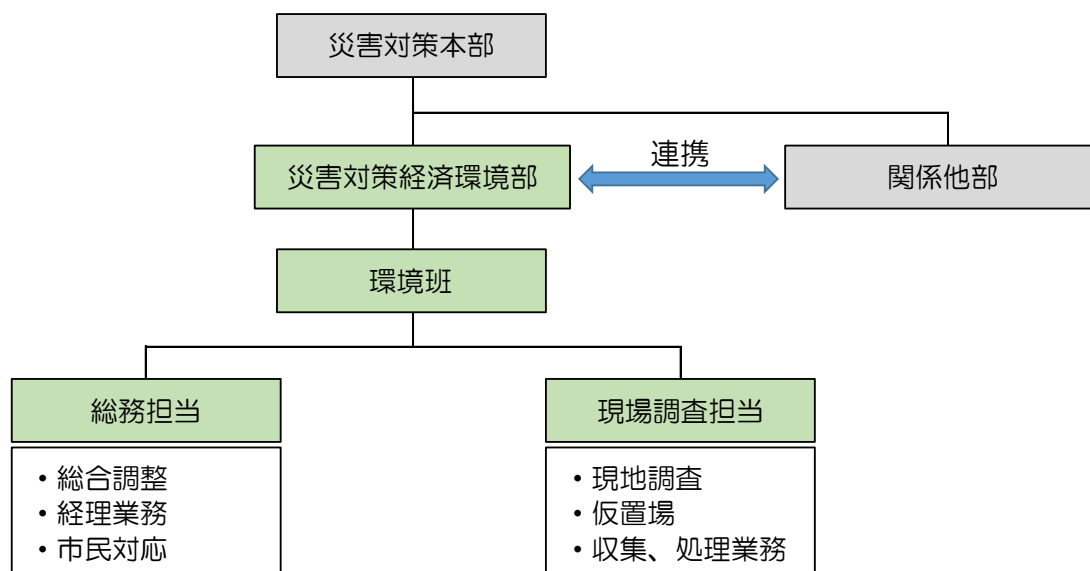 災害対策本部
災害対策経済環境部
連携
関係他部
環境班
総務担当
・総合調整
・経理業務
・市民対応
現場調査担当
・現地調査
・仮置場
・収集、処理業務